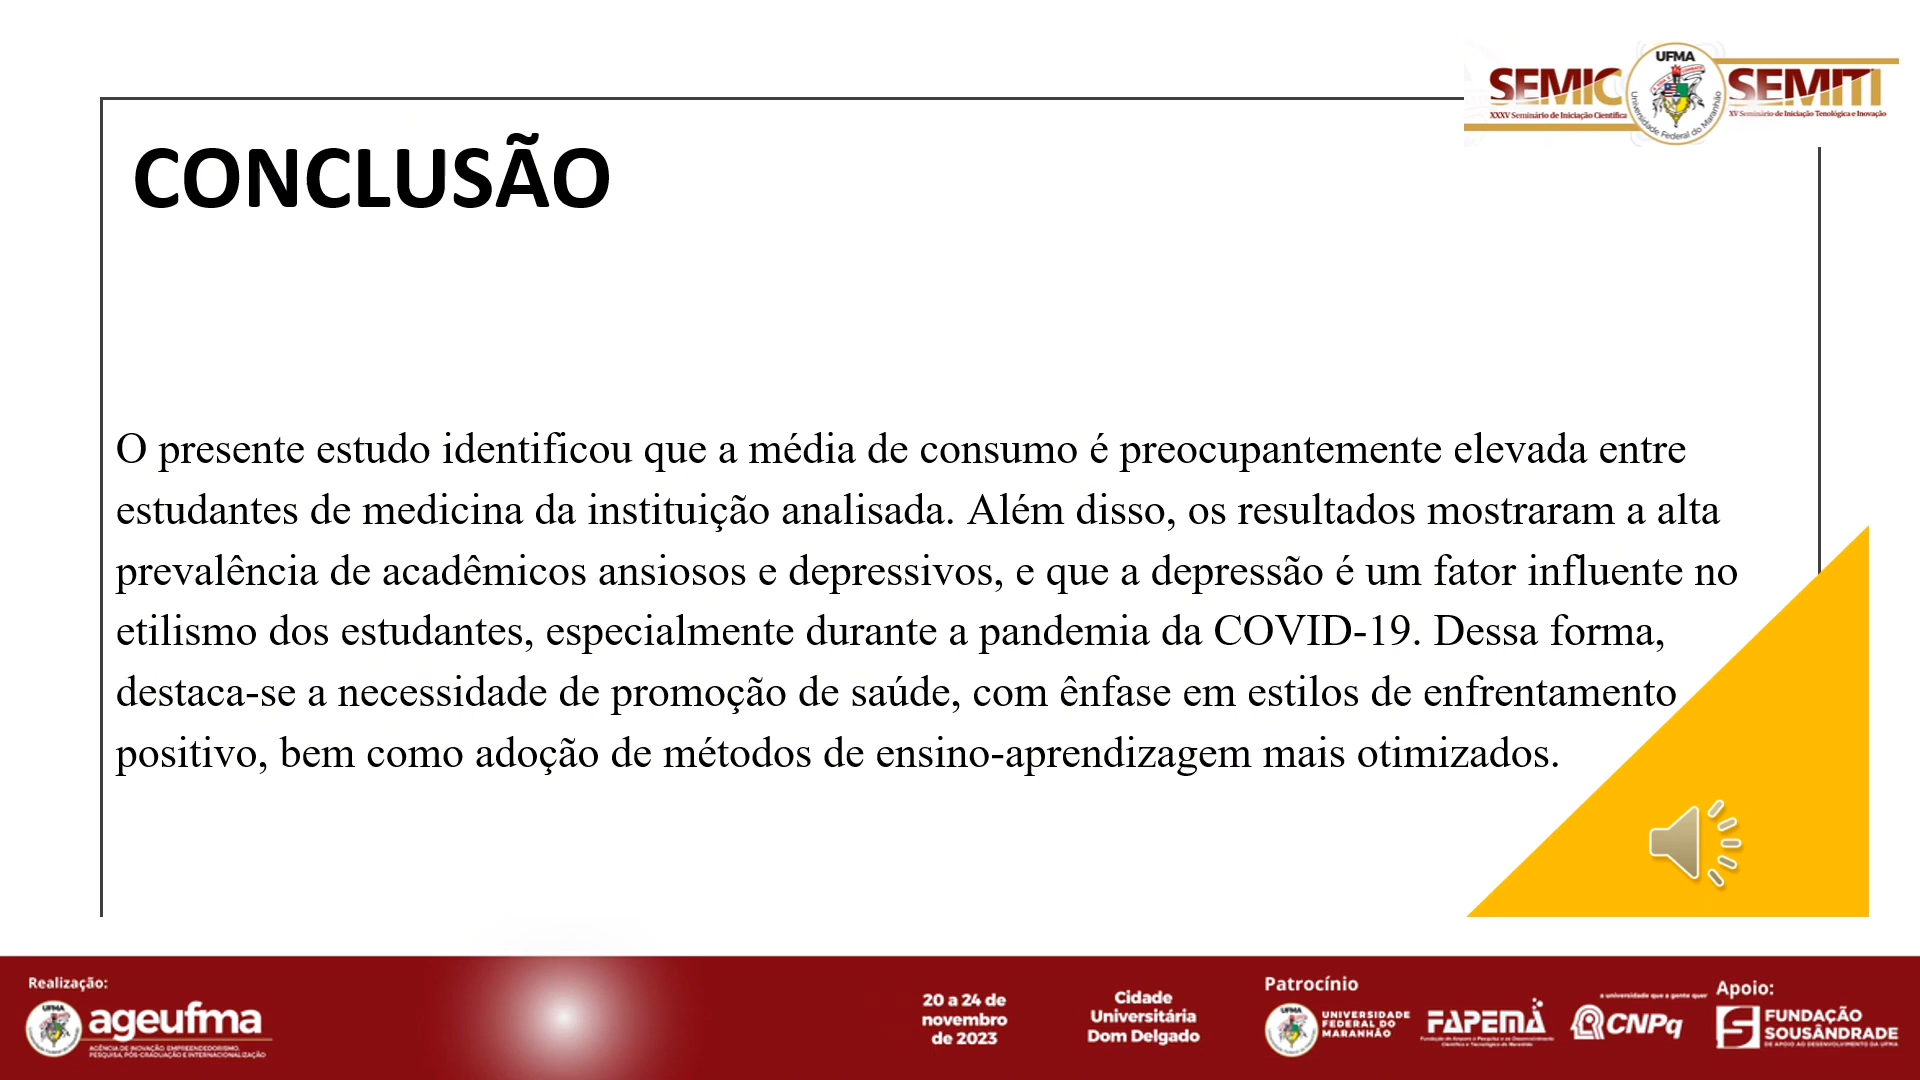 UFMA
SEMIC
SEMITI
XXXV Seminário de Iniciação Científica
XV Seminário de Iniciação Tenológica e Inovação
Universidade Federal do Maranhão
CONCLUSÃO
O presente estudo identificou que a média de consumo é preocupantemente elevada entre
estudantes de medicina da instituição analisada. Além disso, os resultados mostraram a alta
prevalência de acadêmicos ansiosos e depressivos, e que a depressão é um fator influente no
etilismo dos estudantes, especialmente durante a pandemia da COVID-19. Dessa forma,
destaca-se a necessidade de promoção de saúde, com ênfase em estilos de enfrentamento
positivo, bem como adoção de métodos de ensino-aprendizagem mais otimizados.
Realização:
UFMA
ageufma
AGÊNCIA DE INOVAÇÃO, EMPREENDEDORISMO,
PESQUISA, PÓS-GRADUAÇÃO E INTERNACIONALIZAÇÃO
20 a 24 de
novembro
de 2023
Cidade
Universitária
Dom Delgado
Patrocínio
UFMA
UNIVERSIDADE
FEDERAL DO
MARANHÃO
a universidade que a gente quer
FAPEMA
Fundação de Amparo à Pesquisa e ao Desenvolvimento
Científico e Tecnológico do Maranhão
CNPq
Apoio:
FUNDAÇÃO
SOUSÂNDRADE
DE APOIO AO DESENVOLVIMENTO DA UFMA